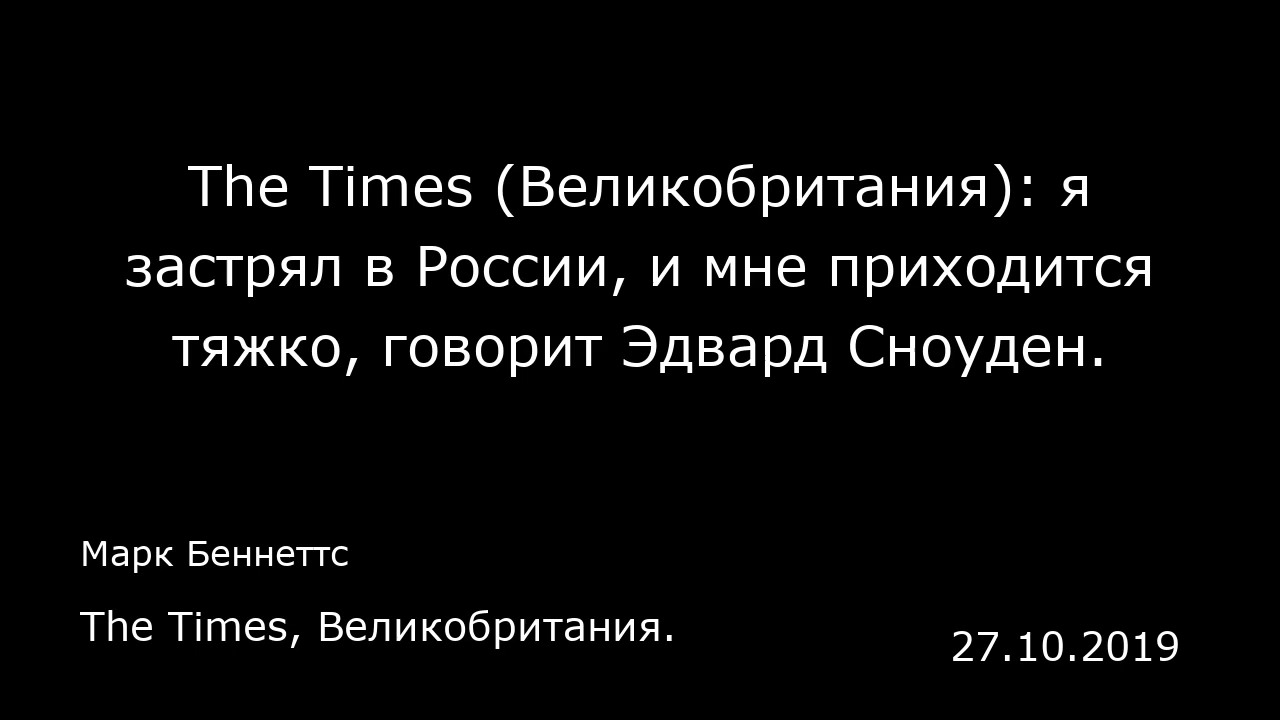 The Times (Великобритания): я
застрял в России, и мне приходится
тяжко, говорит Эдвард Сноуден.
Марк Беннеттс
The Times, Великобритания.
27.10.2019